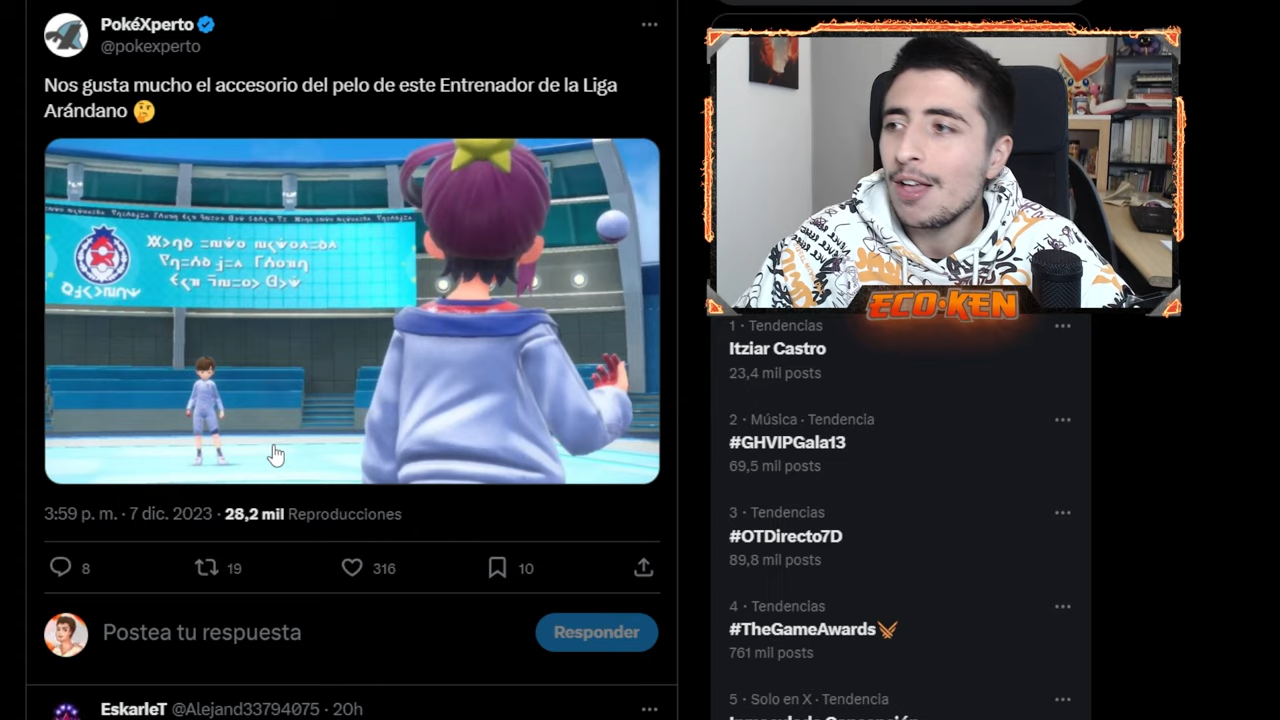 PokéXperto
@pokexperto
Nos gusta mucho el accesorio del pelo de este Entrenador de la Liga
Arándano 🤔
3:59 p. m. · 7 dic. 2023 · 28,2 mil Reproducciones
8
19
316
10
Postea tu respuesta
Responder
EskarleT @Alejand33794075 · 20h
ECO·KEN
1 · Tendencias
Itziar Castro
23,4 mil posts
2 · Música · Tendencia
#GHVIPGala13
69,5 mil posts
3 · Tendencias
#OTDirecto7D
89,8 mil posts
4 · Tendencias
#TheGameAwards
761 mil posts
5 · Solo en X · Tendencia